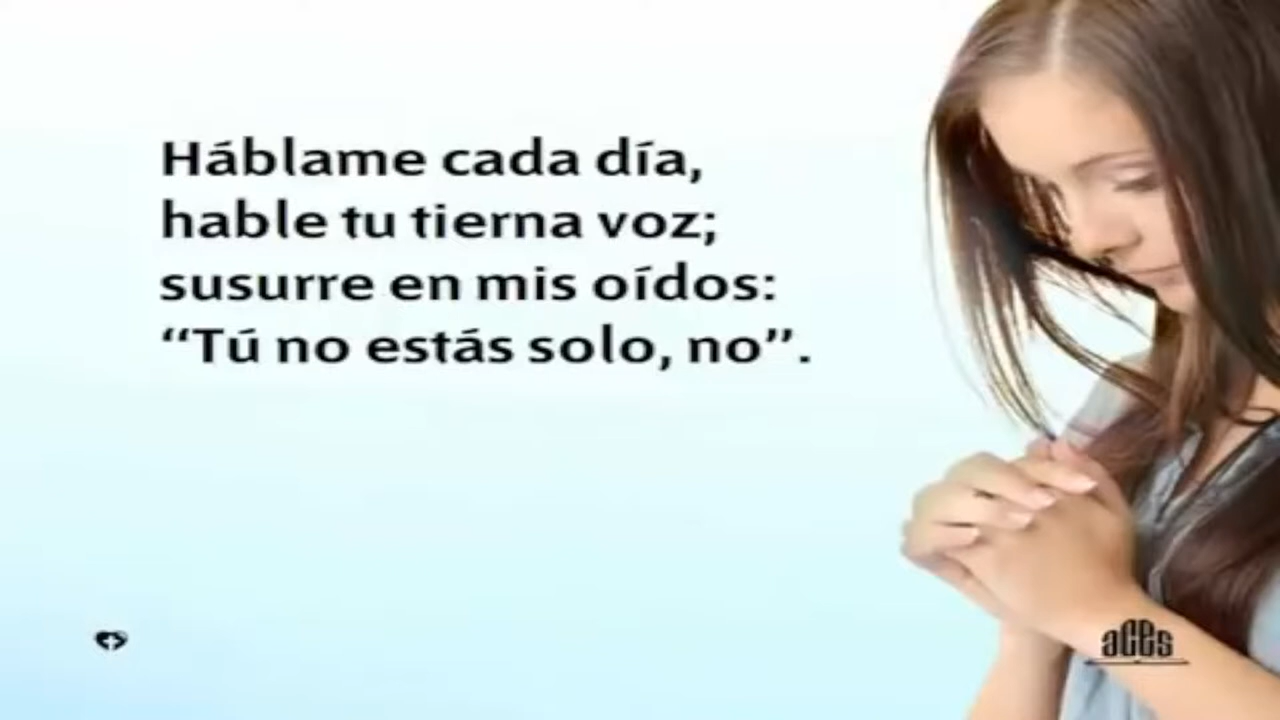 Háblame cada día,
hable tu tierna voz;
susurre en mis oídos:
“Tú no estás solo, no”.
aces